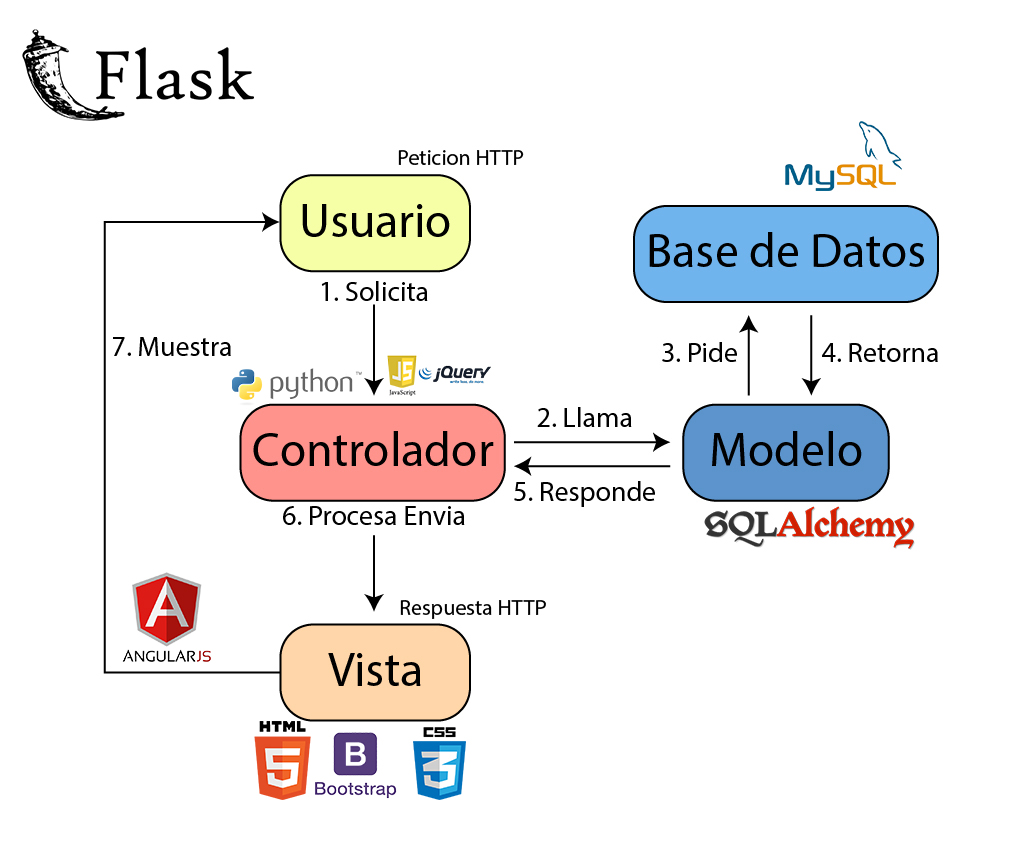 Flask
Peticion HTTP
Usuario
MySQL
Base de Datos
1. Solicita
7. Muestra
3. Pide
4. Retorna
python™
JS
JavaScript
jQuery
write less, do more.
Controlador
2. Llama
Modelo
5. Responde
6. Procesa Envia
SQLAlchemy
A
ANGULARJS
Respuesta HTTP
Vista
HTML
5
B
Bootstrap
CSS
3